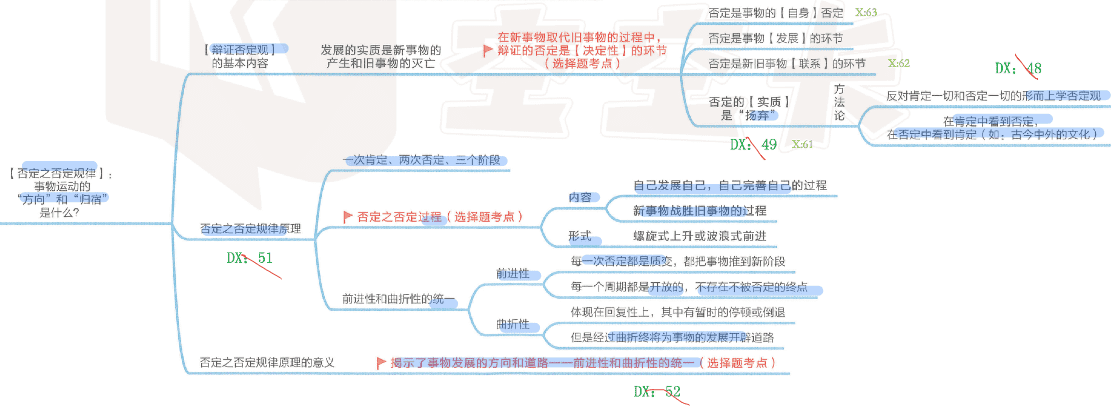 【否定之否定规律】：
事物运动的
“方向”和“归宿”
是什么?
【辩证否定观】
的基本内容
发展的实质是新事物的
产生和旧事物的灭亡
在新事物取代旧事物的过程中，
辩证的否定是【决定性】的环节
（选择题考点）
否定是事物的【自身】否定
X:63
否定是事物【发展】的环节
否定是新旧事物【联系】的环节
X:62
否定的【实质】
是“扬弃”
DX：49
X:61
方法论
DX：48
反对肯定一切和否定一切的形而上学否定观
在肯定中看到否定，
在否定中看到肯定（如：古今中外的文化）
否定之否定规律原理
DX：51
一次肯定、两次否定、三个阶段
否定之否定过程（选择题考点）
内容
自己发展自己，自己完善自己的过程
新事物战胜旧事物的过程
形式
螺旋式上升或波浪式前进
前进性和曲折性的统一
前进性
每一次否定都是质变，都把事物推到新阶段
每一个周期都是开放的，不存在不被否定的终点
曲折性
体现在回复性上，其中有暂时的停顿或倒退
但是经过曲折终将为事物的发展开辟道路
否定之否定规律原理的意义
揭示了事物发展的方向和道路——前进性和曲折性的统一（选择题考点）
DX：52